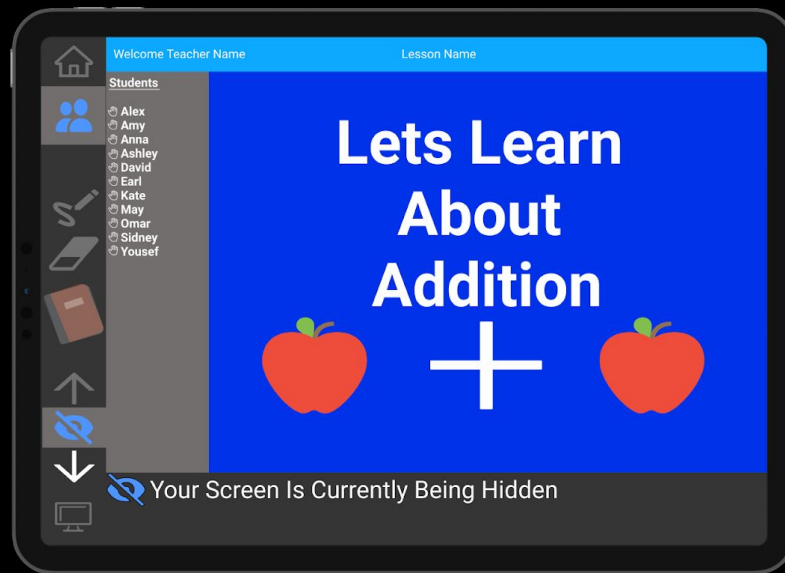 Welcome Teacher Name
Lesson Name
Students
Alex
Amy
Anna
Ashley
David
Earl
Kate
May
Omar
Sidney
Yousef
Lets Learn
About
Addition
Your Screen Is Currently Being Hidden